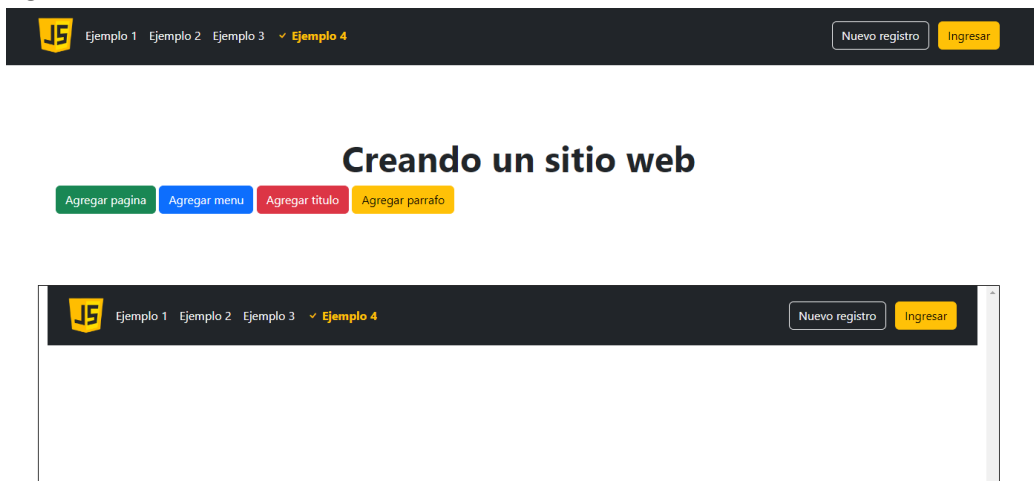 JS Ejemplo 1 Ejemplo 2 Ejemplo 3 ✓ Ejemplo 4 Nuevo registro Ingresar
Creando un sitio web
Agregar pagina Agregar menu Agregar titulo Agregar parrafo
JS Ejemplo 1 Ejemplo 2 Ejemplo 3 ✓ Ejemplo 4 Nuevo registro Ingresar